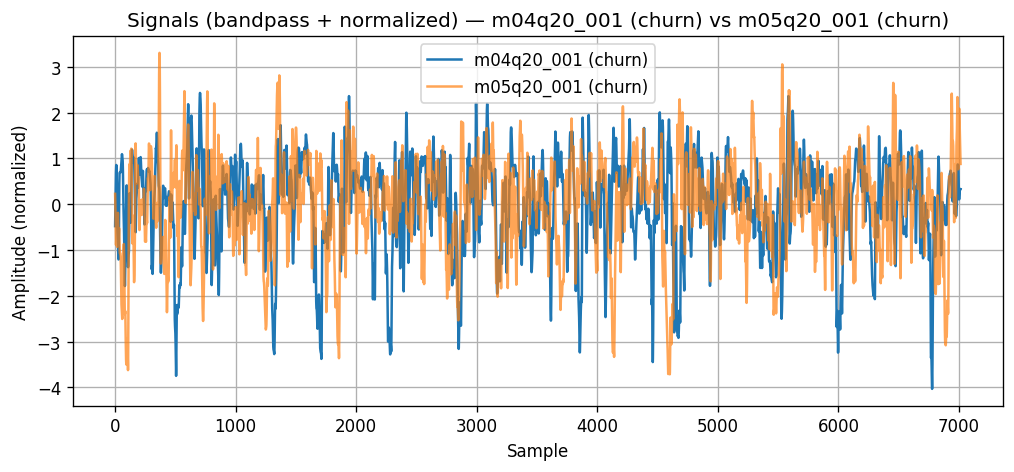 Signals (bandpass + normalized) — m04q20_001 (churn) vs m05q20_001 (churn)
m04q20_001 (churn)
m05q20_001 (churn)
Amplitude (normalized)
3
2
1
0
−1
−2
−3
−4
0 1000 2000 3000 4000 5000 6000 7000
Sample